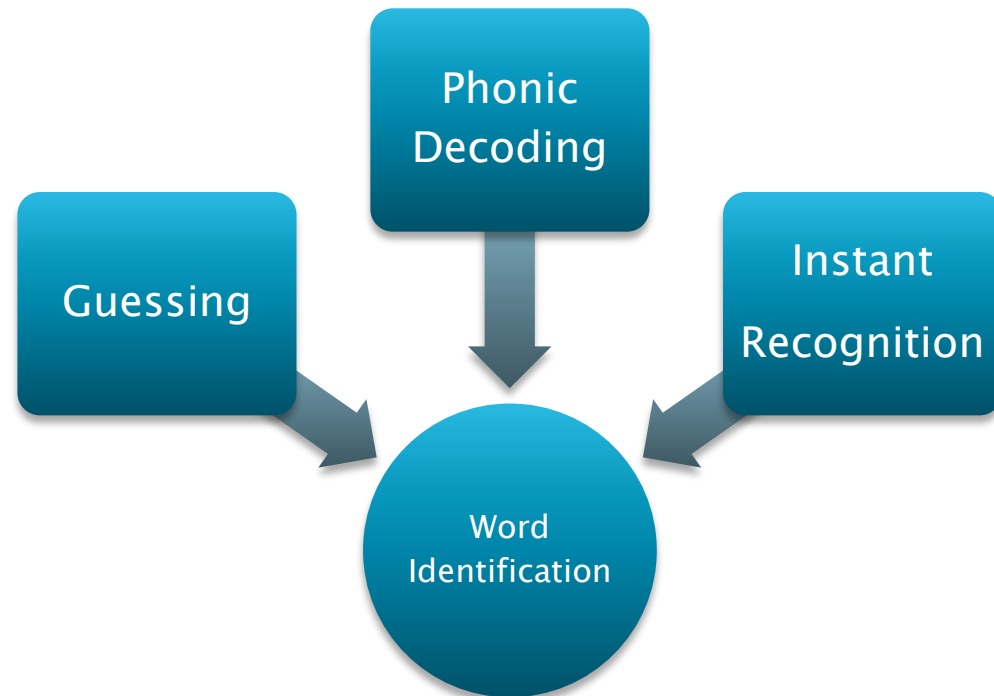 Phonic
Decoding
Guessing
Instant
Recognition
Word
Identification